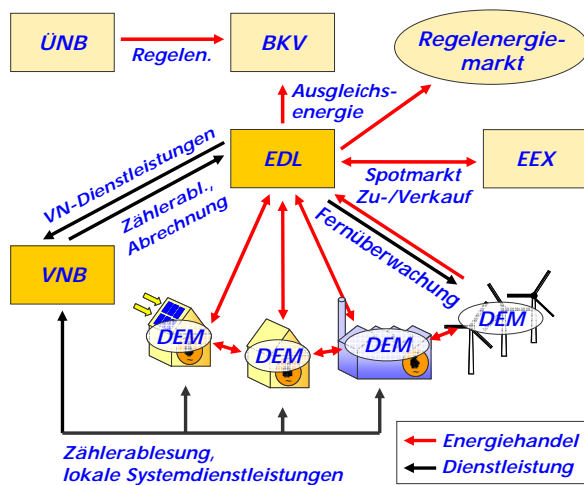 ÜNB
Regelen.
BKV
Regelenergie-
markt
Ausgleichs-
energie
EDL
Spotmarkt
Zu-/Verkauf
EEX
VN-Dienstleistungen
Zählerabl.,
Abrechnung
Fernüberwachung
VNB
DEM
DEM
DEM
DEM
Zählerablesung,
lokale Systemdienstleistungen
Energiehandel
Dienstleistung